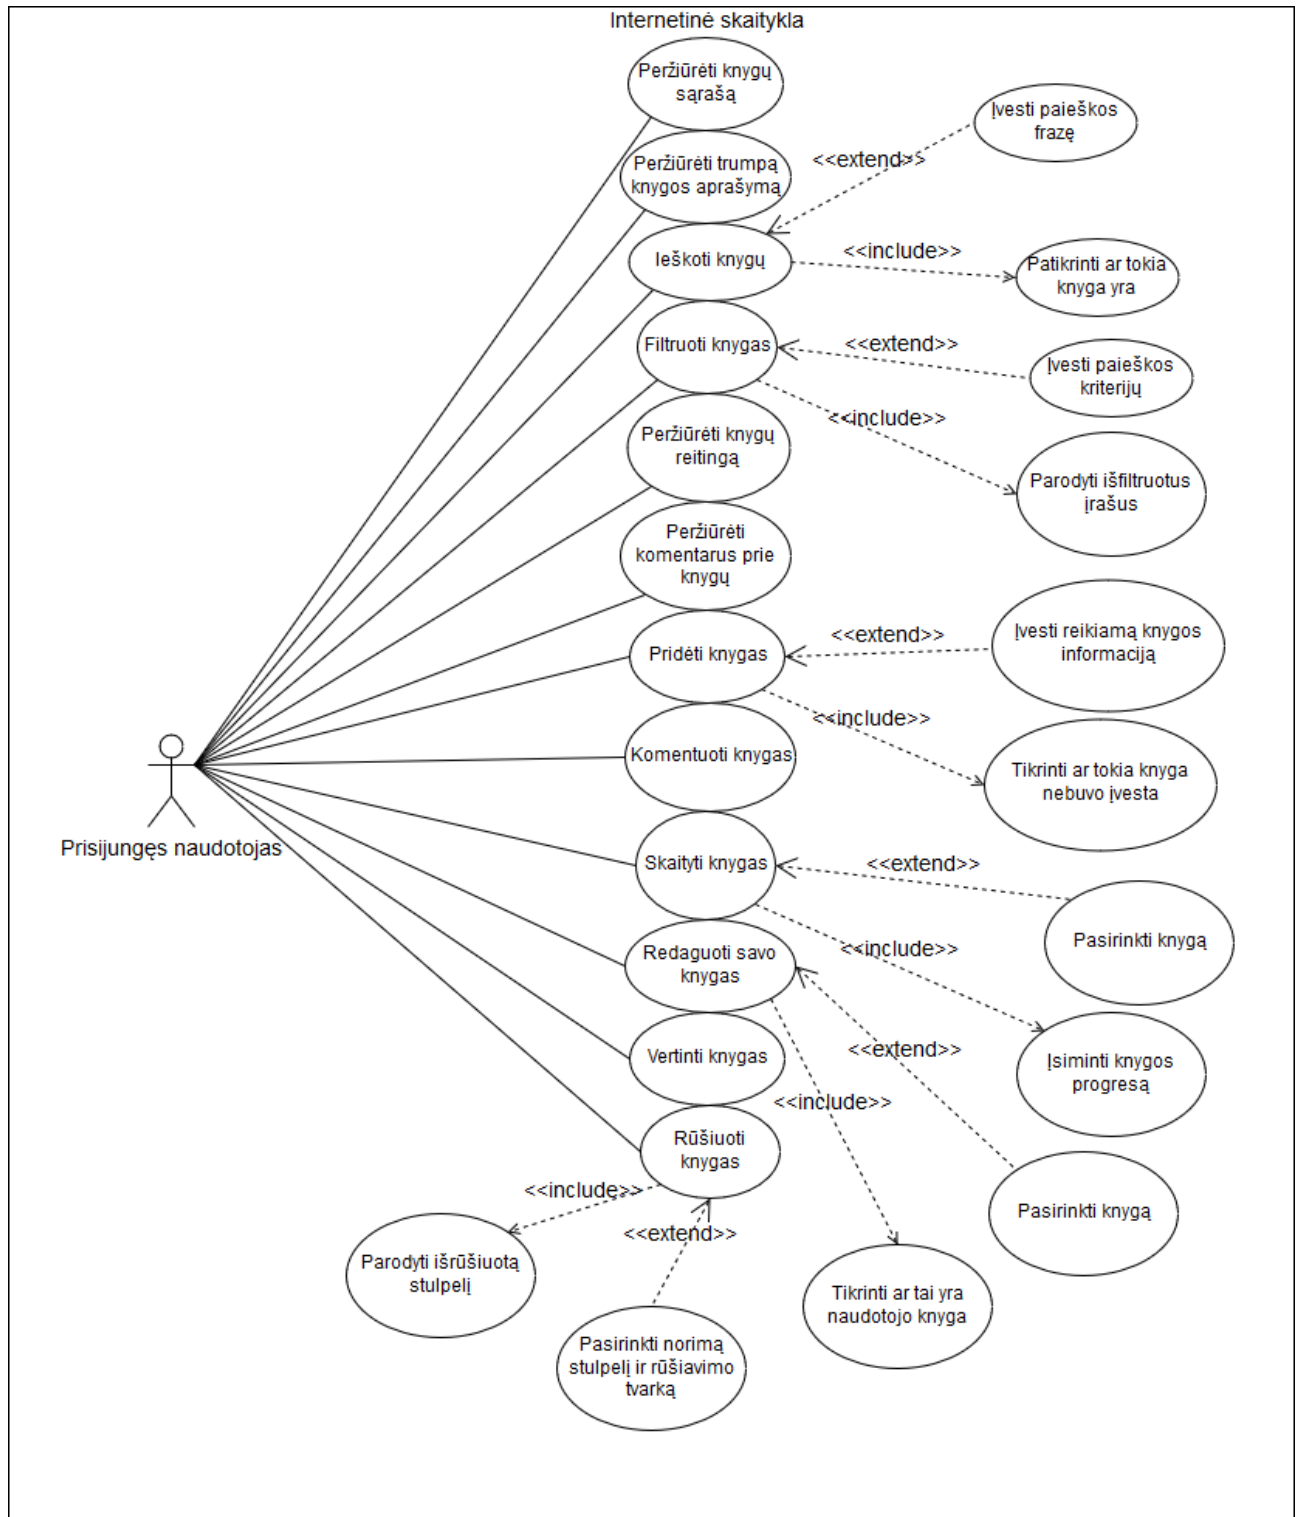 Internetinė skaitykla
Peržiūrėti knygų
sąrašą
Įvesti paieškos
frazę
<<extend>>
Peržiūrėti trumpą
knygos aprašymą
Ieškoti knygų
<<include>>
Patikrinti ar tokia
knyga yra
Filtruoti knygas
<<extend>>
Įvesti paieškos
kriterijų
<<include>>
Peržiūrėti knygų
reitingą
Parodyti išfiltruotus
įrašus
Peržiūrėti
komentarus prie
knygų
Pridėti knygas
<<extend>>
Įvesti reikiamą knygos
informaciją
<<include>>
Komentuoti knygas
Tikrinti ar tokia knyga
nebuvo įvesta
Prisijungęs naudotojas
Skaityti knygas
<<extend>>
Pasirinkti knygą
<<include>>
Redaguoti savo
knygas
Vertinti knygas
<<extend>>
Įsiminti knygos
progresą
<<include>>
Rūšiuoti
knygas
<<include>>
<<extend>>
Pasirinkti knygą
Parodyti išrūšiuotą
stulpelį
Tikrinti ar tai yra
naudotojo knyga
Pasirinkti norimą
stulpelį ir rūšiavimo
tvarką